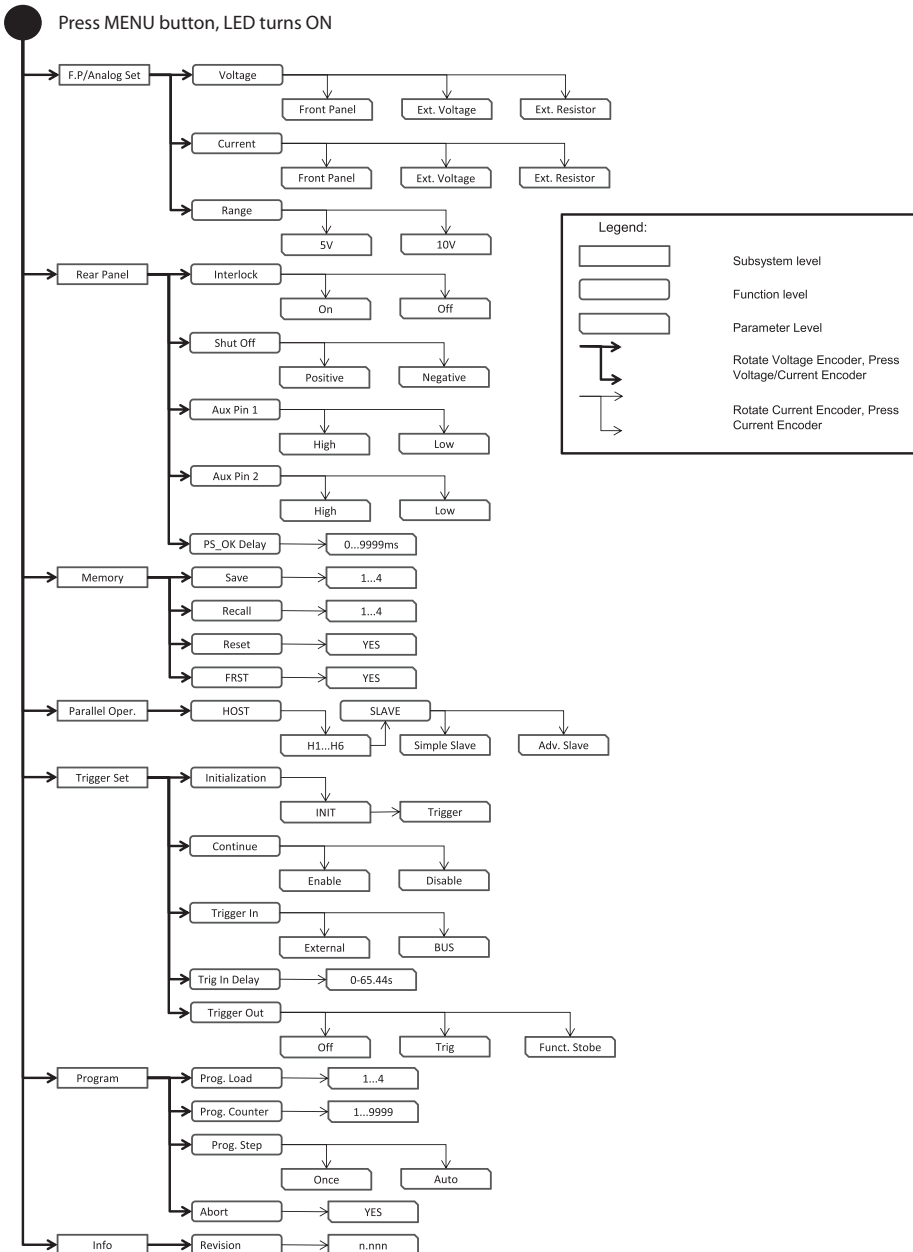 Press MENU button, LED turns ON
F.P/Analog Set
Voltage
Front Panel
Ext. Voltage
Ext. Resistor
Current
Front Panel
Ext. Voltage
Ext. Resistor
Range
5V
10V
Legend:
Subsystem level
Function level
Parameter Level
Rotate Voltage Encoder, Press
Voltage/Current Encoder
Rotate Current Encoder, Press
Current Encoder
Rear Panel
Interlock
On
Off
Shut Off
Positive
Negative
Aux Pin 1
High
Low
Aux Pin 2
High
Low
PS_OK Delay
0...9999ms
Memory
Save
1...4
Recall
1...4
Reset
YES
FRST
YES
Parallel Oper.
HOST
SLAVE
H1...H6
Simple Slave
Adv. Slave
Trigger Set
Initialization
INIT
Trigger
Continue
Enable
Disable
Trigger In
External
BUS
Trig In Delay
0-65.44s
Trigger Out
Off
Trig
Funct. Stobe
Program
Prog. Load
1...4
Prog. Counter
1...9999
Prog. Step
Once
Auto
Abort
YES
Info
Revision
n.nnn